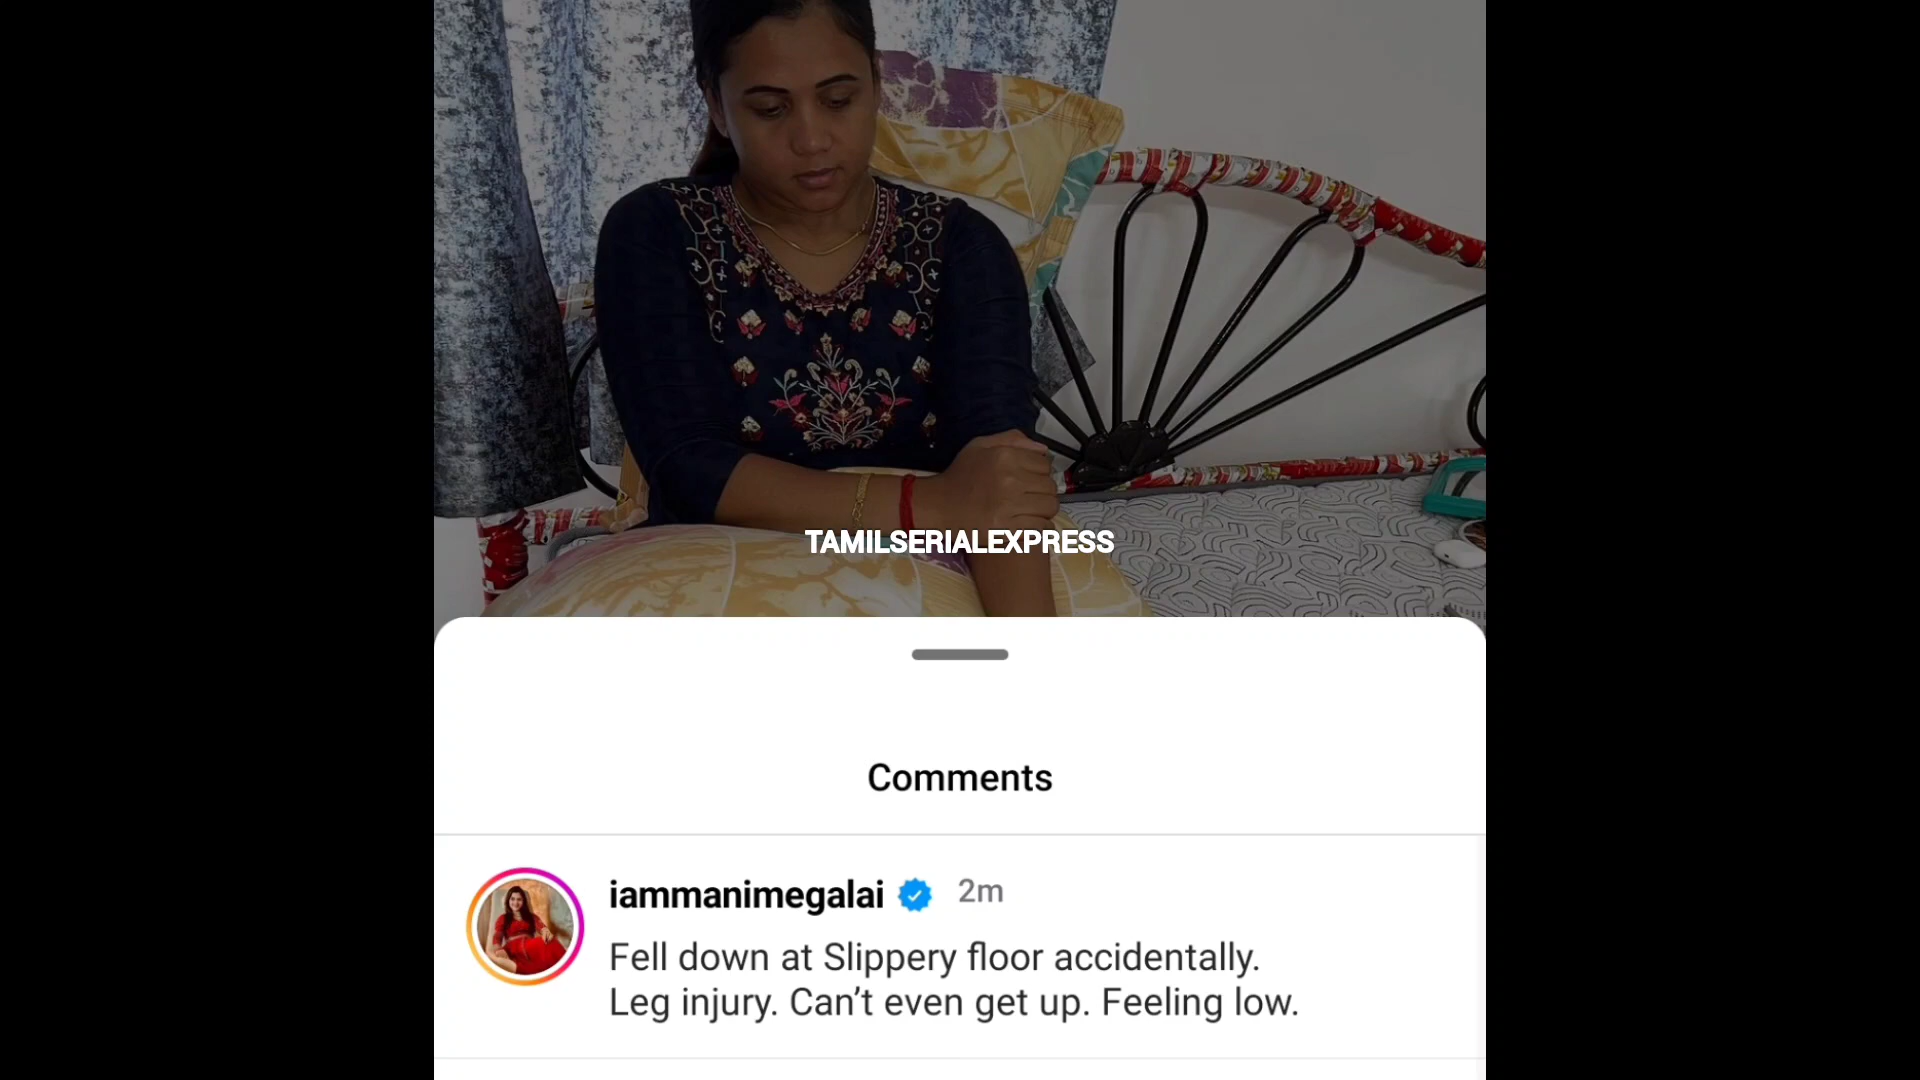 TAMILSERIALEXPRESS
Comments
iammanimegalai 2m
Fell down at Slippery floor accidentally.
Leg injury. Can't even get up. Feeling low.